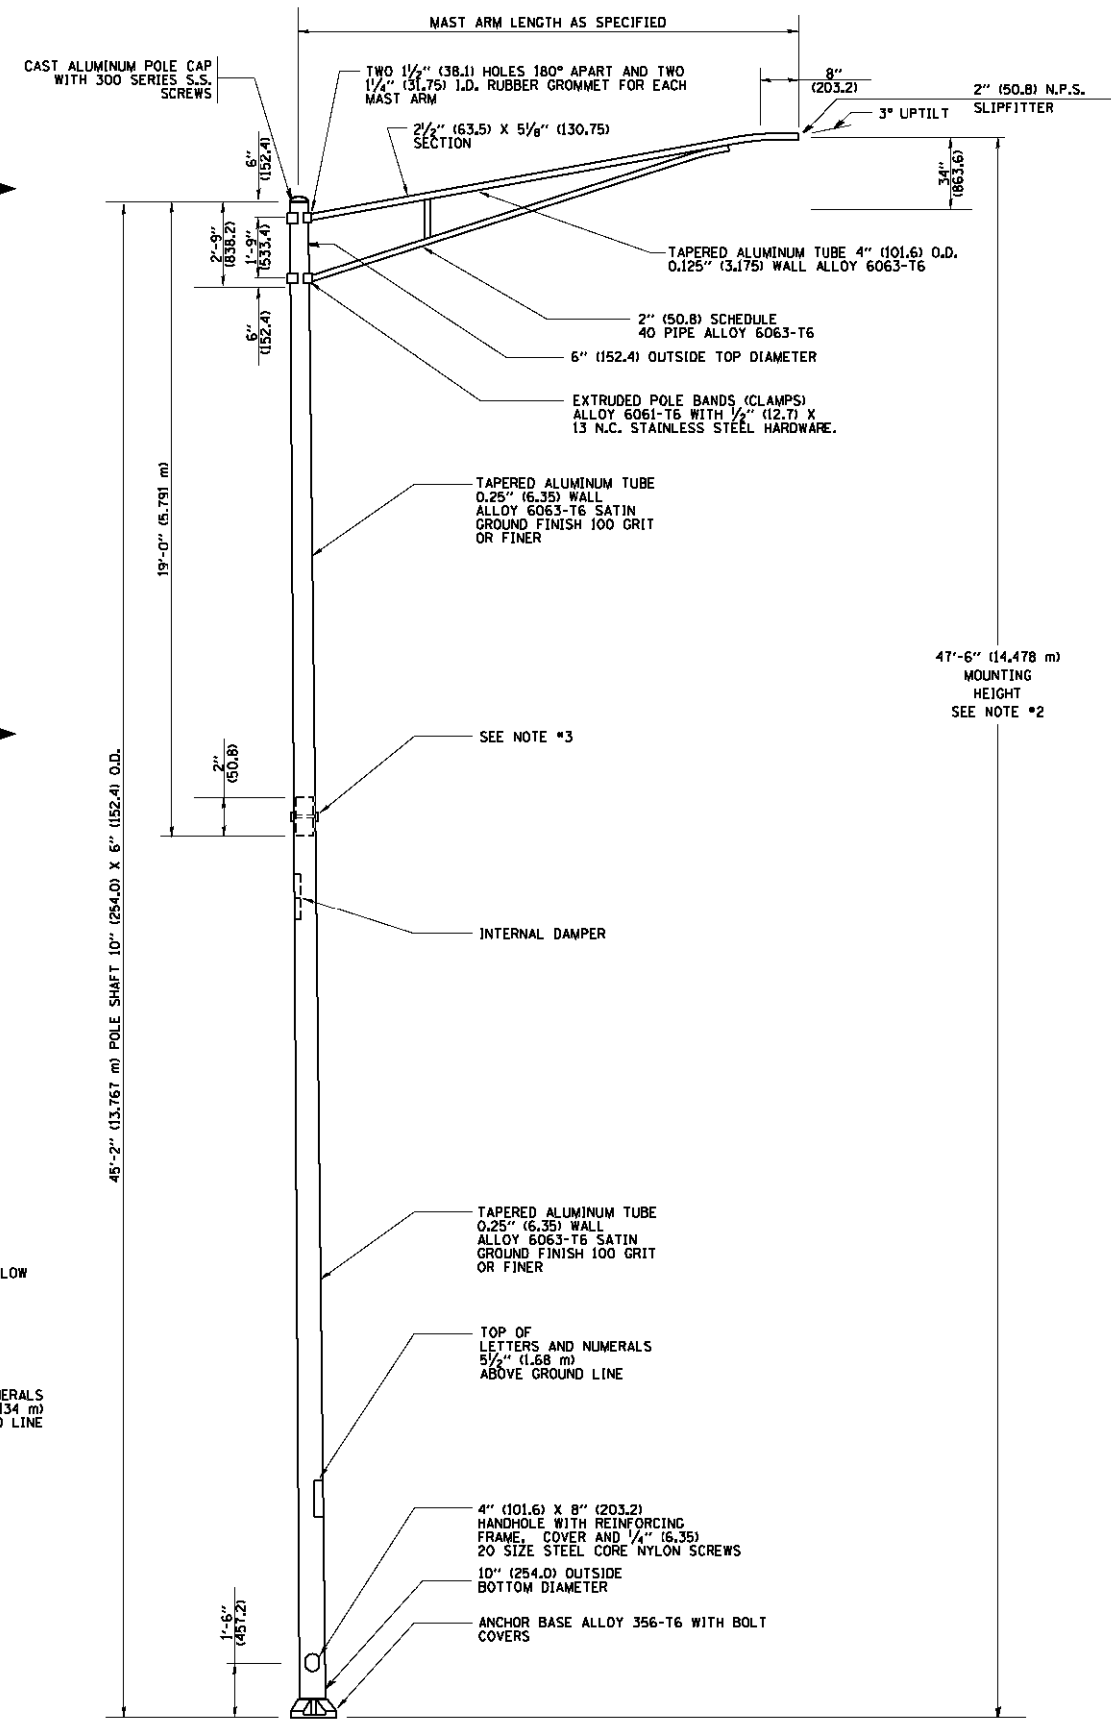 MAST ARM LENGTH AS SPECIFIED
CAST ALUMINUM POLE CAP
WITH 300 SERIES S.S.
SCREWS
TWO 1 1/2" (38.1) HOLES 180° APART AND TWO
1 1/4" (31.75) I.D. RUBBER GROMMET FOR EACH
MAST ARM
8"
(203.2)
2" (50.8) N.P.S.
SLIPFITTER
3° UPTILT
2 1/2" (63.5) X 5 1/8" (130.75)
SECTION
6"
(152.4)
34"
(863.6)
2'-9"
(838.2)
1'-9"
(533.4)
TAPERED ALUMINUM TUBE 4" (101.6) O.D.
0.125" (3.175) WALL ALLOY 6063-T6
6"
(152.4)
2" (50.8) SCHEDULE
40 PIPE ALLOY 6063-T6
6" (152.4) OUTSIDE TOP DIAMETER
EXTRUDED POLE BANDS (CLAMPS)
ALLOY 6061-T6 WITH 1/2" (12.7) X
13 N.C. STAINLESS STEEL HARDWARE.
19'-0" (5.791 m)
TAPERED ALUMINUM TUBE
0.25" (6.35) WALL
ALLOY 6063-T6 SATIN
GROUND FINISH 100 GRIT
OR FINER
47'-6" (14.478 m)
MOUNTING
HEIGHT
SEE NOTE *2
SEE NOTE *3
2"
(50.8)
INTERNAL DAMPER
45'-2" (13.767 m) POLE SHAFT 10" (254.0) X 6" (152.4) O.D.
TAPERED ALUMINUM TUBE
0.25" (6.35) WALL
ALLOY 6063-T6 SATIN
GROUND FINISH 100 GRIT
OR FINER
LOW
TOP OF
LETTERS AND NUMERALS
5 1/2" (1.68 m)
ABOVE GROUND LINE
ERALS
134 m)
LINE
4" (101.6) X 8" (203.2)
HANDHOLE WITH REINFORCING
FRAME, COVER AND 1/4" (6.35)
20 SIZE STEEL CORE NYLON SCREWS
10" (254.0) OUTSIDE
BOTTOM DIAMETER
1'-6"
(457.2)
ANCHOR BASE ALLOY 356-T6 WITH BOLT
COVERS